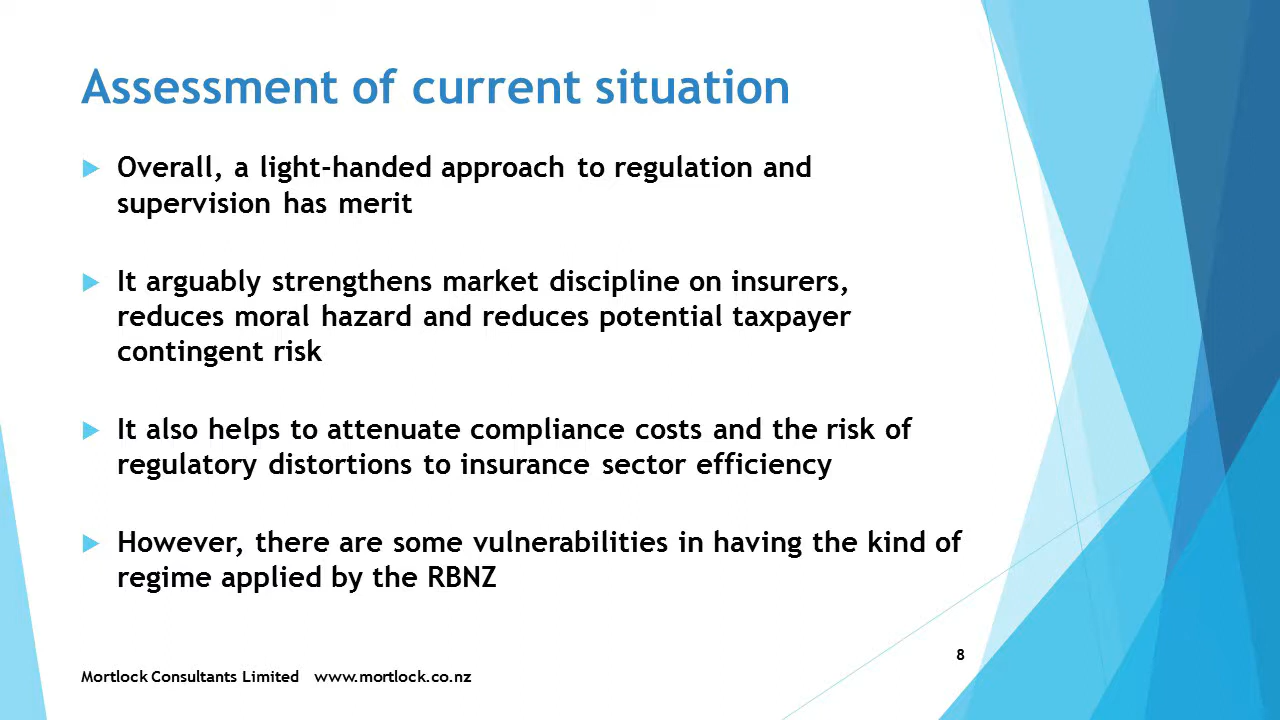 Assessment of current situation
Overall, a light-handed approach to regulation and
supervision has merit
It arguably strengthens market discipline on insurers,
reduces moral hazard and reduces potential taxpayer
contingent risk
It also helps to attenuate compliance costs and the risk of
regulatory distortions to insurance sector efficiency
However, there are some vulnerabilities in having the kind of
regime applied by the RBNZ
8
Mortlock Consultants Limited www.mortlock.co.nz